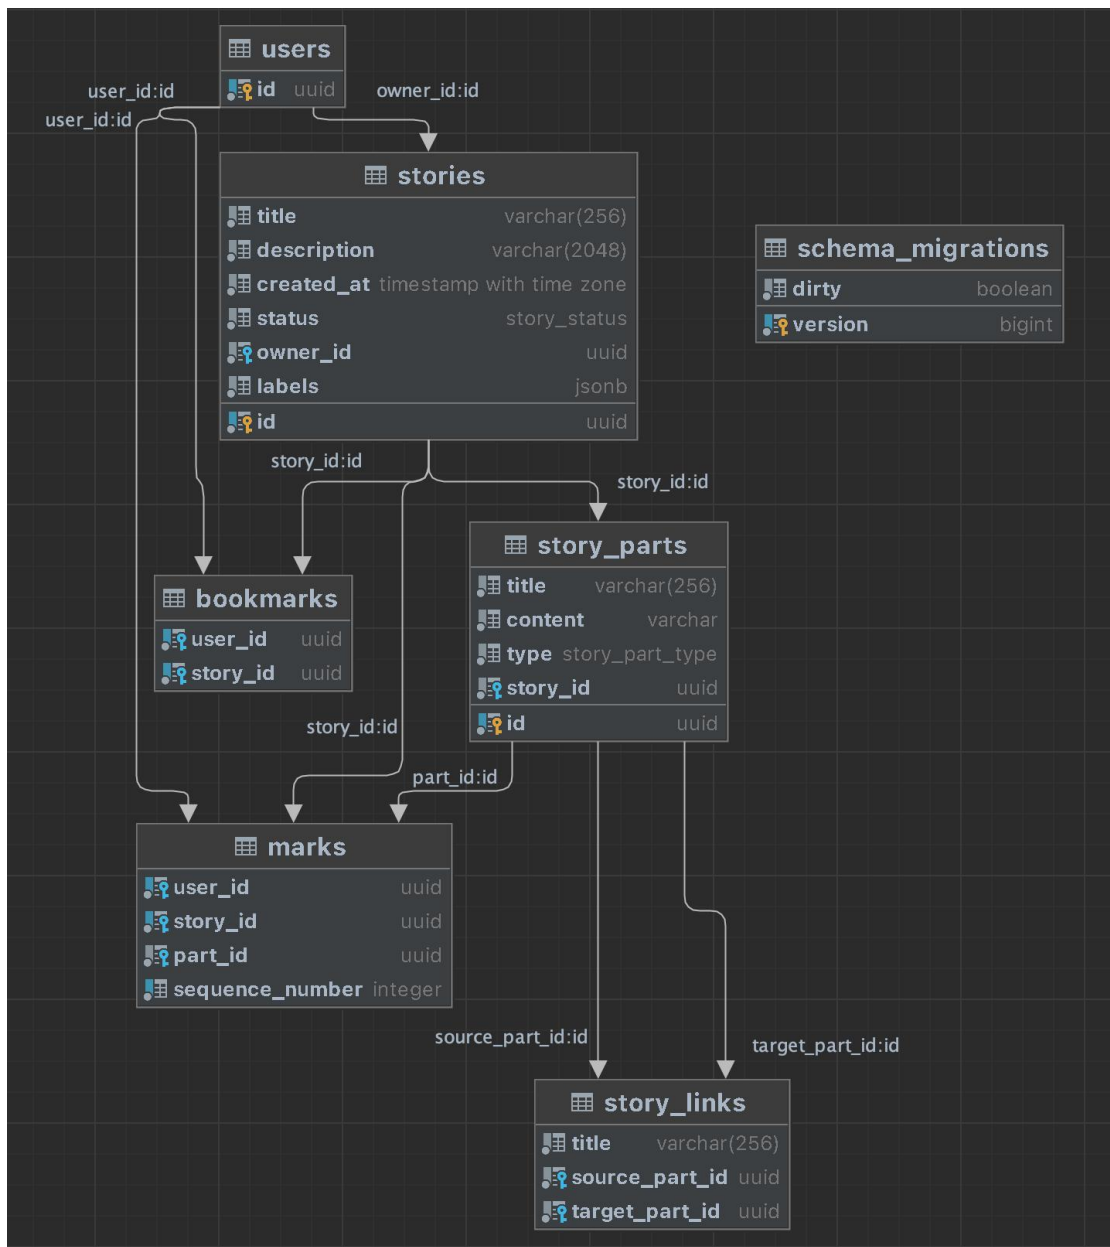 users
id uuid
user_id:id
owner_id:id
user_id:id
stories
title varchar(256)
description varchar(2048)
created_at timestamp with time zone
status story_status
owner_id uuid
labels jsonb
id uuid
schema_migrations
dirty boolean
version bigint
story_id:id
story_id:id
story_parts
title varchar(256)
content varchar
type story_part_type
story_id uuid
id uuid
bookmarks
user_id uuid
story_id uuid
story_id:id
part_id:id
marks
user_id uuid
story_id uuid
part_id uuid
sequence_number integer
source_part_id:id
target_part_id:id
story_links
title varchar(256)
source_part_id uuid
target_part_id uuid